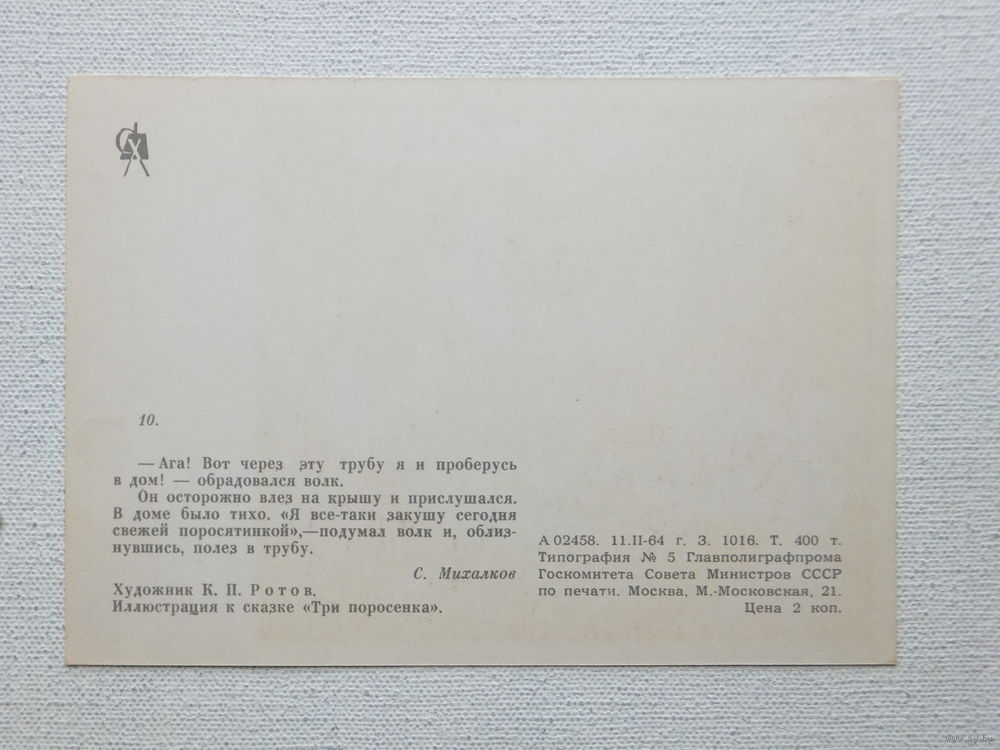 10.
— Ага! Вот через эту трубу я и проберусь
в дом! — обрадовался волк.
Он осторожно влез на крышу и прислушался.
В доме было тихо. «Я все-таки закушу сегодня
свежей поросятинкой»,—подумал волк и, облиз-
нувшись, полез в трубу.
С. Михалков
Художник К. П. Ротов.
Иллюстрация к сказке «Три поросенка».
А 02458. 11.II-64 г. З. 1016. Т. 400 т.
Типография № 5 Главполиграфпрома
Госкомитета Совета Министров СССР
по печати. Москва, М.-Московская, 21.
Цена 2 коп.
www.ay.by